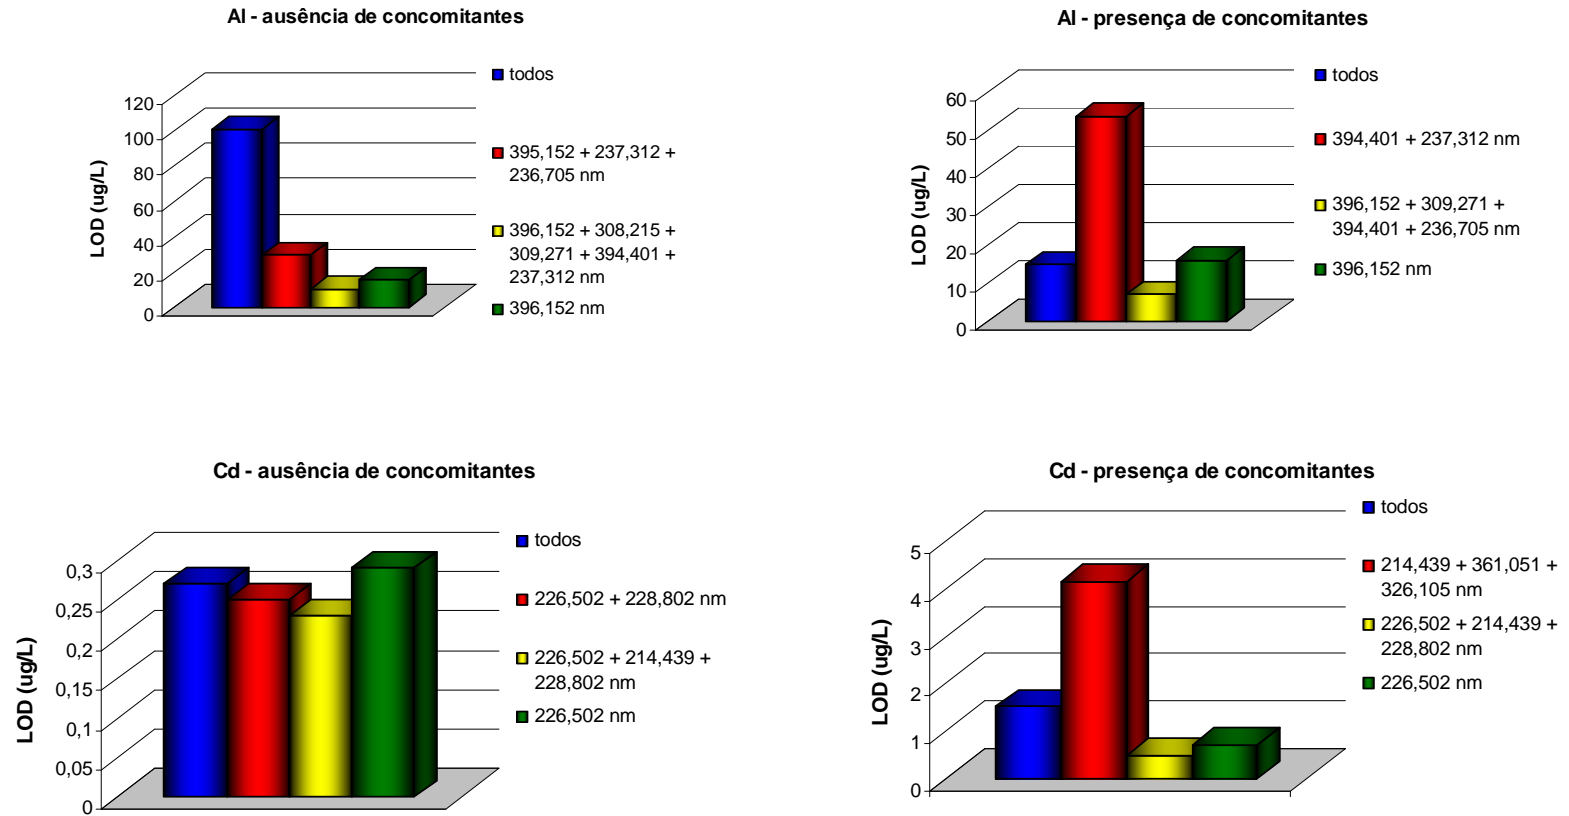 Al - ausência de concomitantes
LOD (ug/L)
120
100
80
60
40
20
0
todos
395,152 + 237,312 +
236,705 nm
396,152 + 308,215 +
309,271 + 394,401 +
237,312 nm
396,152 nm
Al - presença de concomitantes
LOD (ug/L)
60
50
40
30
20
10
0
todos
394,401 + 237,312 nm
396,152 + 309,271 +
394,401 + 236,705 nm
396,152 nm
Cd - ausência de concomitantes
LOD (ug/L)
0,3
0,25
0,2
0,15
0,1
0,05
0
todos
226,502 + 228,802 nm
226,502 + 214,439 +
228,802 nm
226,502 nm
Cd - presença de concomitantes
LOD (ug/L)
5
4
3
2
1
0
todos
214,439 + 361,051 +
326,105 nm
226,502 + 214,439 +
228,802 nm
226,502 nm